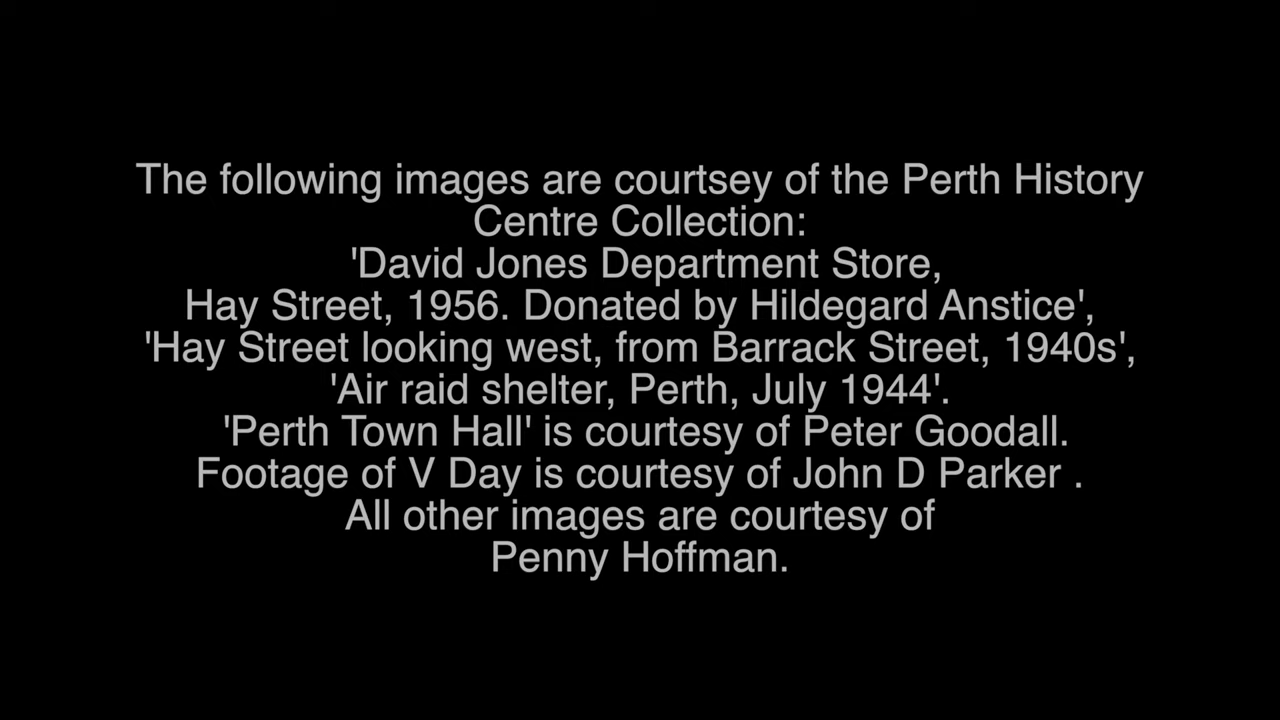 The following images are courtsey of the Perth History
Centre Collection:
'David Jones Department Store,
Hay Street, 1956. Donated by Hildegard Anstice',
'Hay Street looking west, from Barrack Street, 1940s',
'Air raid shelter, Perth, July 1944'.
'Perth Town Hall' is courtesy of Peter Goodall.
Footage of V Day is courtesy of John D Parker .
All other images are courtesy of
Penny Hoffman.